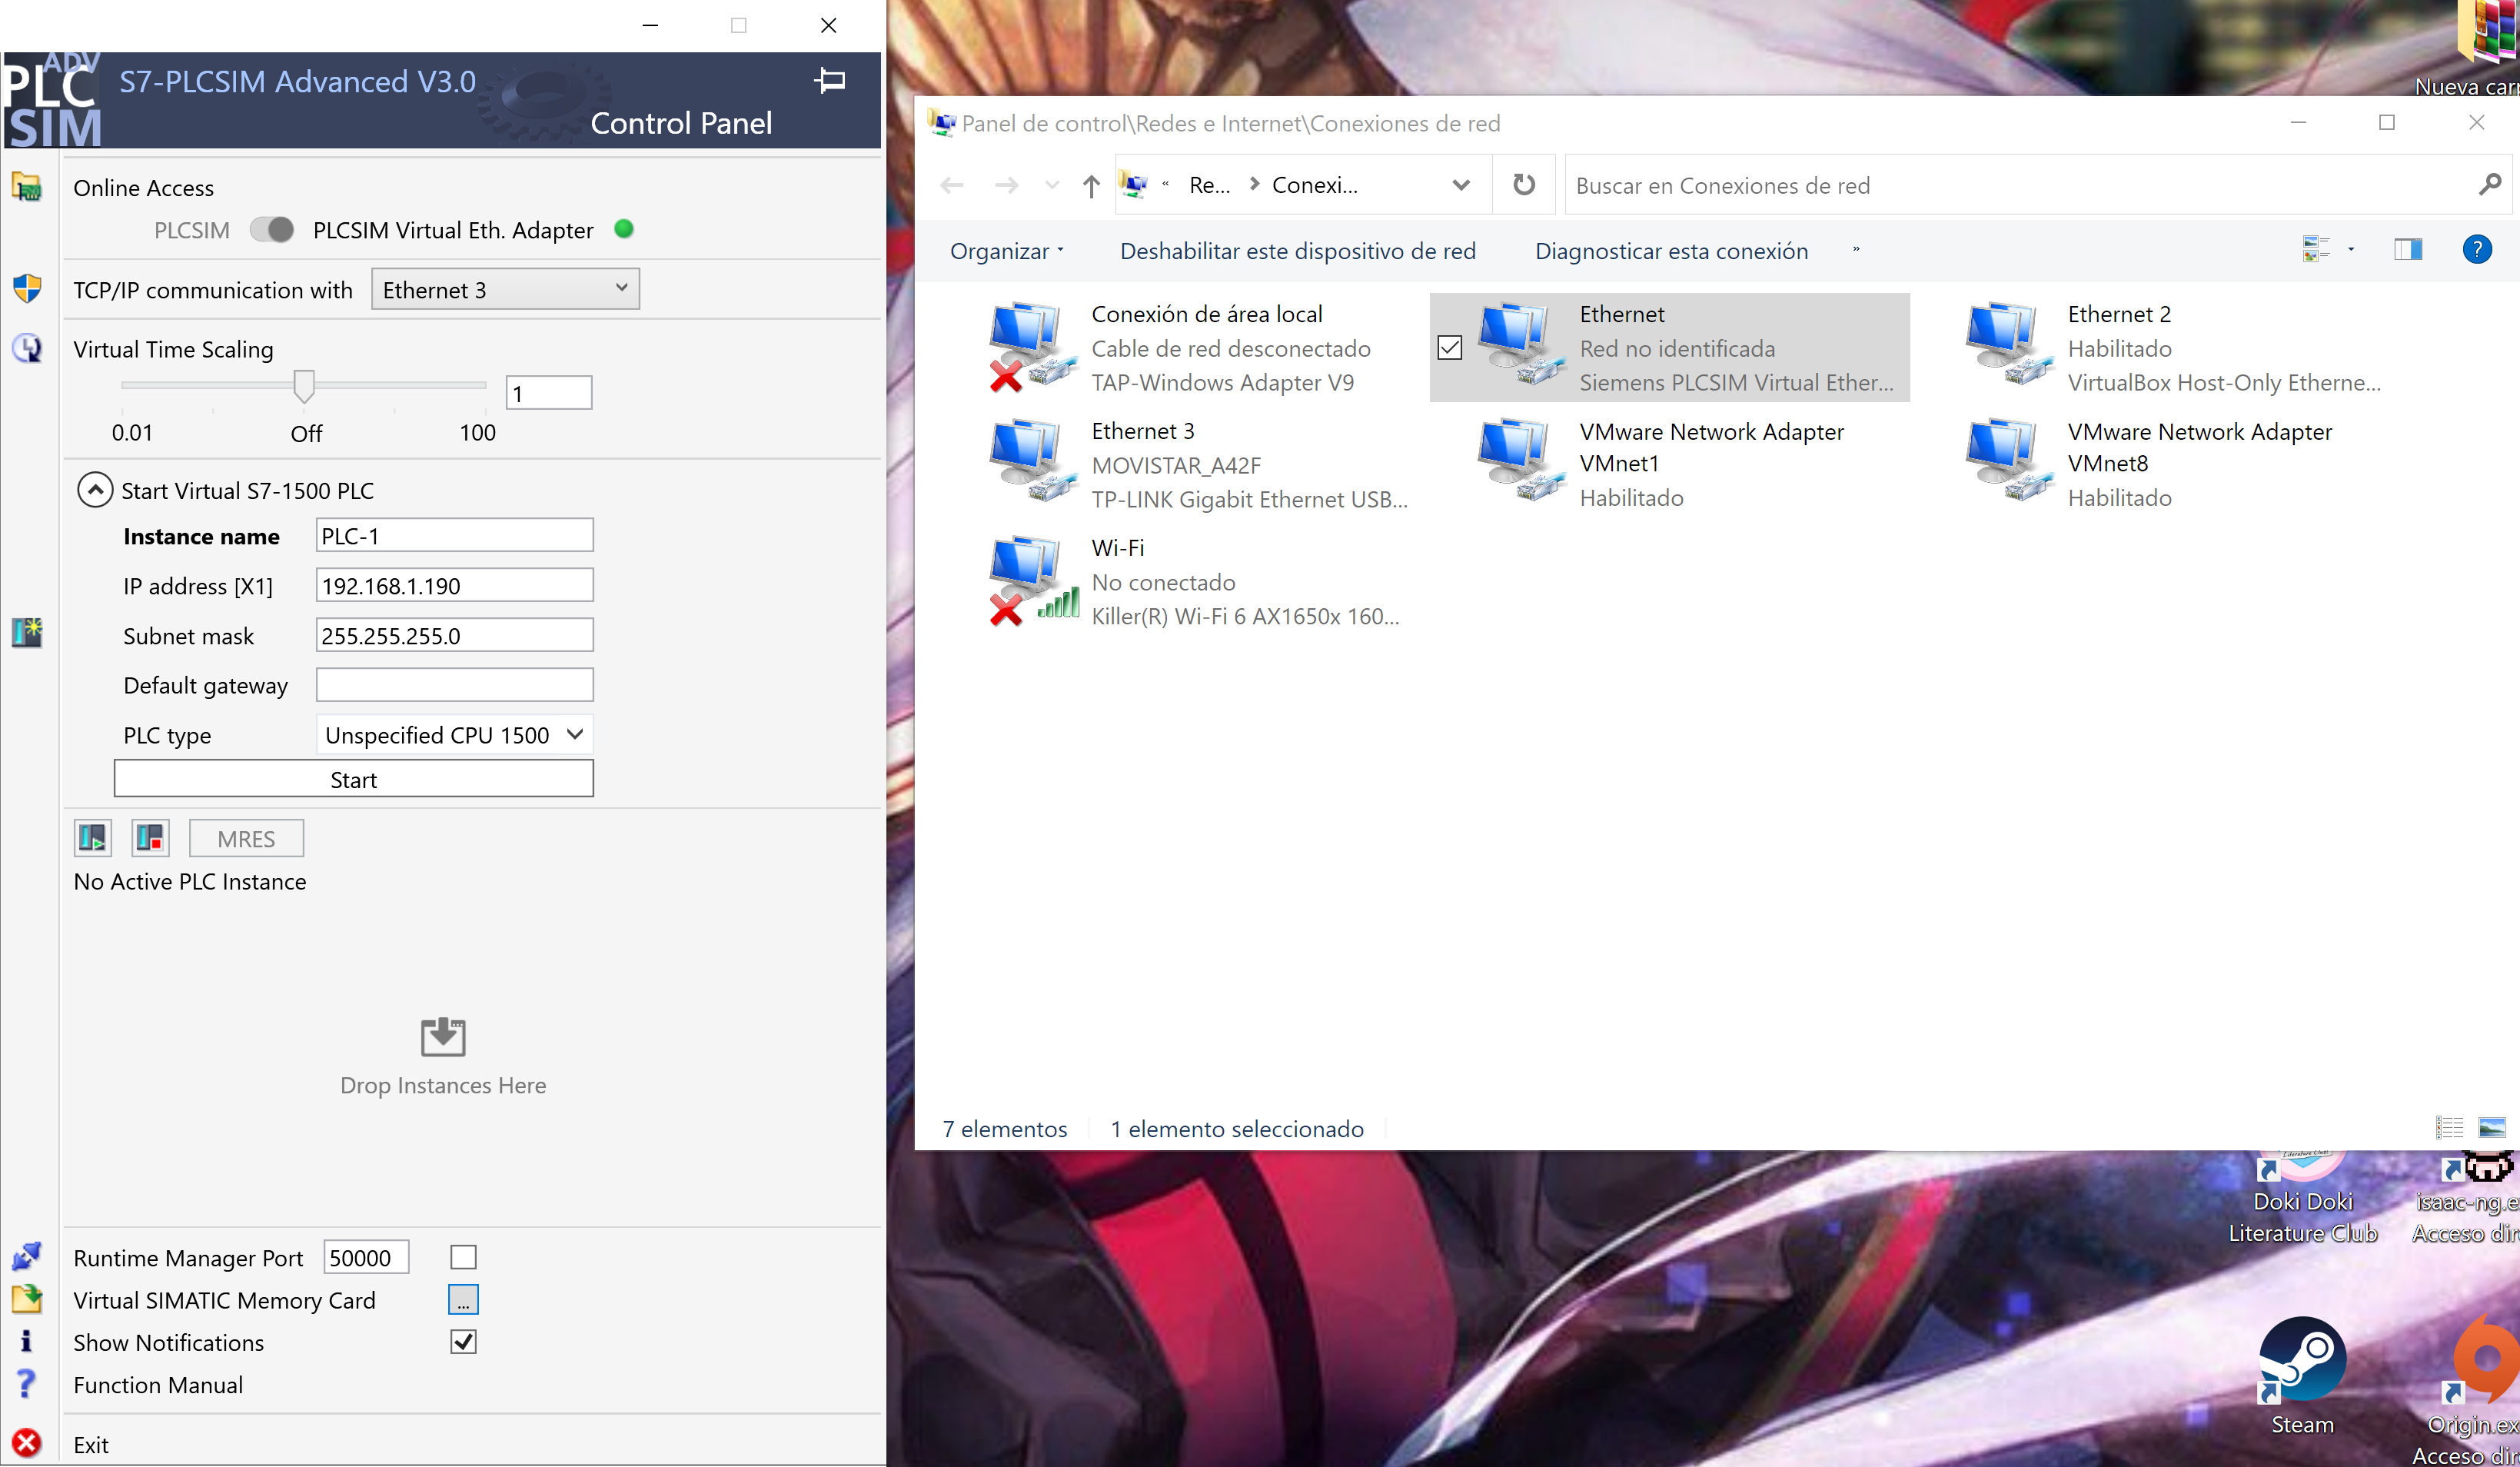 PLC ADV
SIM
S7-PLCSIM Advanced V3.0
Control Panel
Online Access
PLCSIM
PLCSIM Virtual Eth. Adapter
TCP/IP communication with
Ethernet 3
Virtual Time Scaling
1
0.01
Off
100
Start Virtual S7-1500 PLC
Instance name
PLC-1
IP address [X1]
192.168.1.190
Subnet mask
255.255.255.0
Default gateway
PLC type
Unspecified CPU 1500
Start
MRES
No Active PLC Instance
Drop Instances Here
Runtime Manager Port
50000
Virtual SIMATIC Memory Card
...
Show Notifications
Function Manual
Exit
Panel de control\Redes e Internet\Conexiones de red
« Re... > Conexi...
Buscar en Conexiones de red
Organizar
Deshabilitar este dispositivo de red
Diagnosticar esta conexión
»
Conexión de área local
Cable de red desconectado
TAP-Windows Adapter V9
Ethernet
Red no identificada
Siemens PLCSIM Virtual Ether...
Ethernet 2
Habilitado
VirtualBox Host-Only Etherne...
Ethernet 3
MOVISTAR_A42F
TP-LINK Gigabit Ethernet USB...
VMware Network Adapter
VMnet1
Habilitado
VMware Network Adapter
VMnet8
Habilitado
Wi-Fi
No conectado
Killer(R) Wi-Fi 6 AX1650x 160...
7 elementos
1 elemento seleccionado
Nueva carp
Literature Club!
Doki Doki
Literature Club
isaac-ng.e
Acceso dir
Steam
Origin.ex
Acceso dir